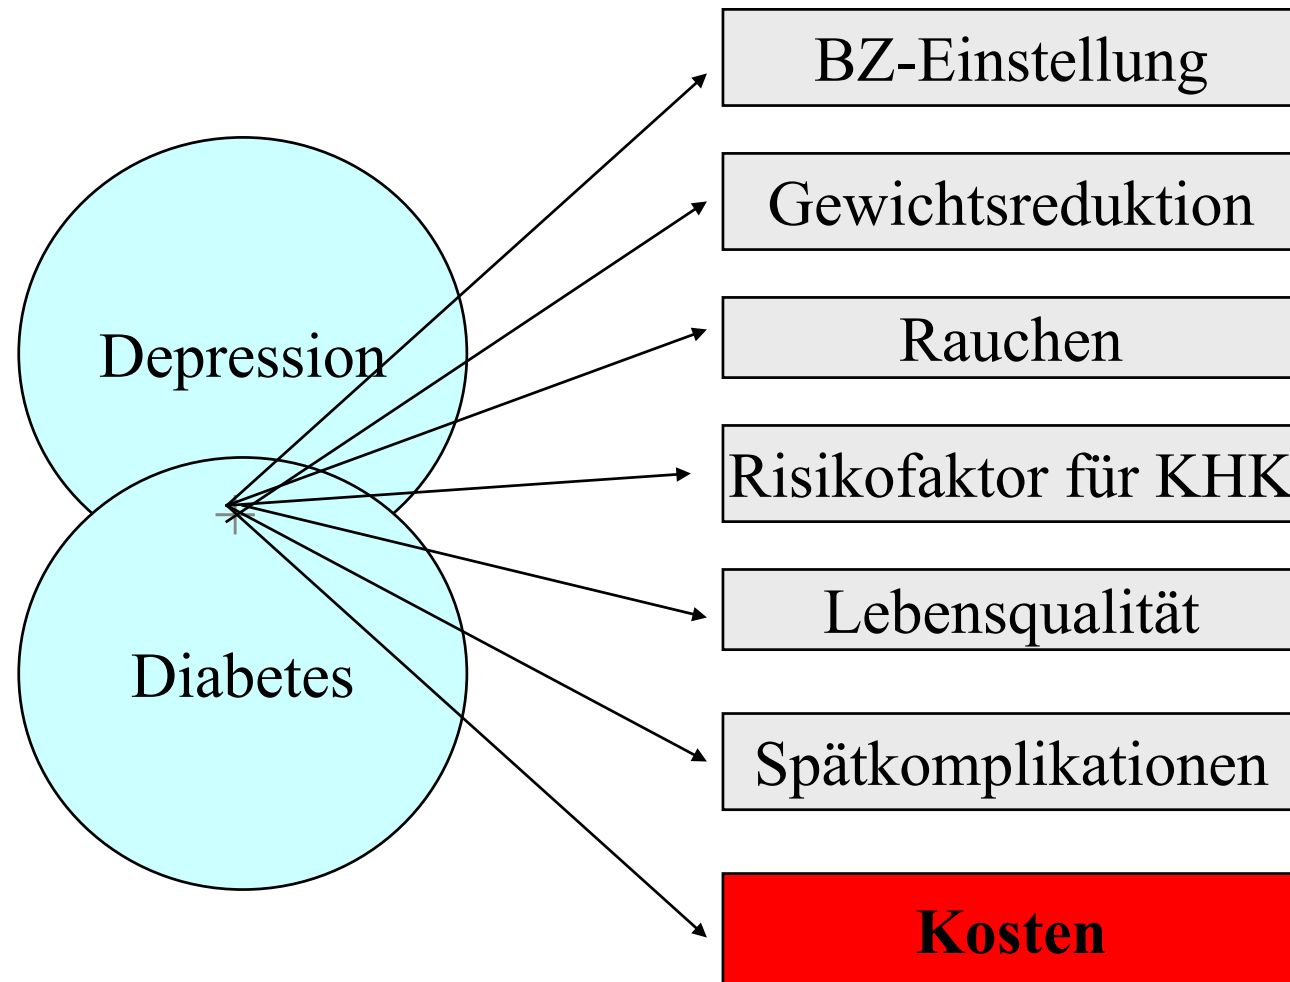 BZ-Einstellung
Gewichtsreduktion
Depression
Rauchen
Risikofaktor für KHK
Diabetes
Lebensqualität
Spätkomplikationen
Kosten